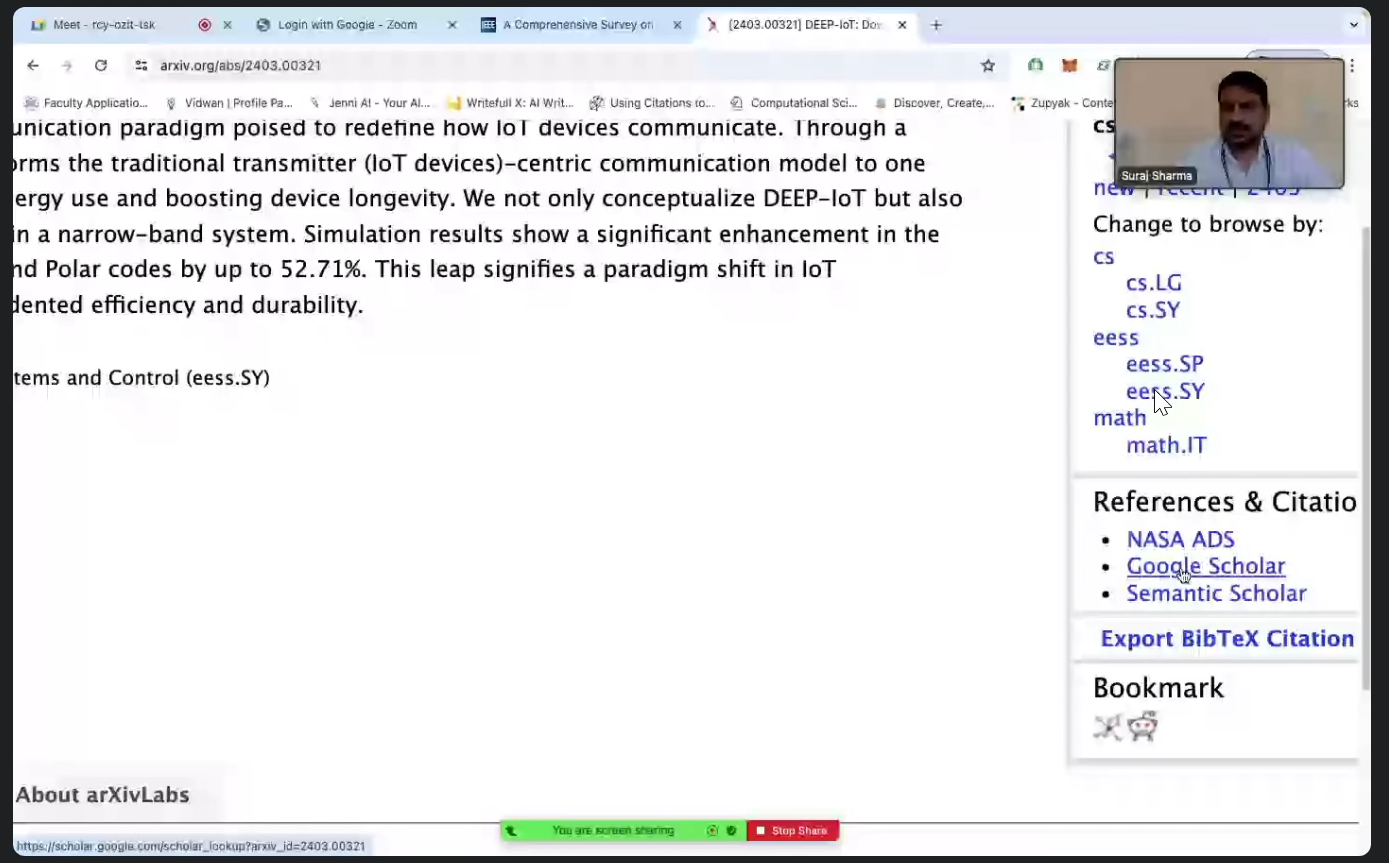 Meet - rcy-ozit-tsk
Login with Google - Zoom
IEEE A Comprehensive Survey on
[2403.00321] DEEP-IoT: Dow
arxiv.org/abs/2403.00321
Faculty Applicatio...
Vidwan | Profile Pa...
Jenni AI - Your AI...
Writefull X: AI Writ...
Using Citations to...
Computational Sci...
Discover, Create,...
Zupyak - Conte
rks
unication paradigm poised to redefine how IoT devices communicate. Through a
orms the traditional transmitter (IoT devices)-centric communication model to one
ergy use and boosting device longevity. We not only conceptualize DEEP-IoT but also
in a narrow-band system. Simulation results show a significant enhancement in the
nd Polar codes by up to 52.71%. This leap signifies a paradigm shift in IoT
dented efficiency and durability.
tems and Control (eess.SY)
About arXivLabs
https://scholar.google.com/scholar_lookup?arxiv_id=2403.00321
Suraj Sharma
cs
new | recent | 2403
Change to browse by:
cs
cs.LG
cs.SY
eess
eess.SP
eess.SY
math
math.IT
References & Citatio
NASA ADS
Google Scholar
Semantic Scholar
Export BibTeX Citation
Bookmark
You are screen sharing
Stop Share